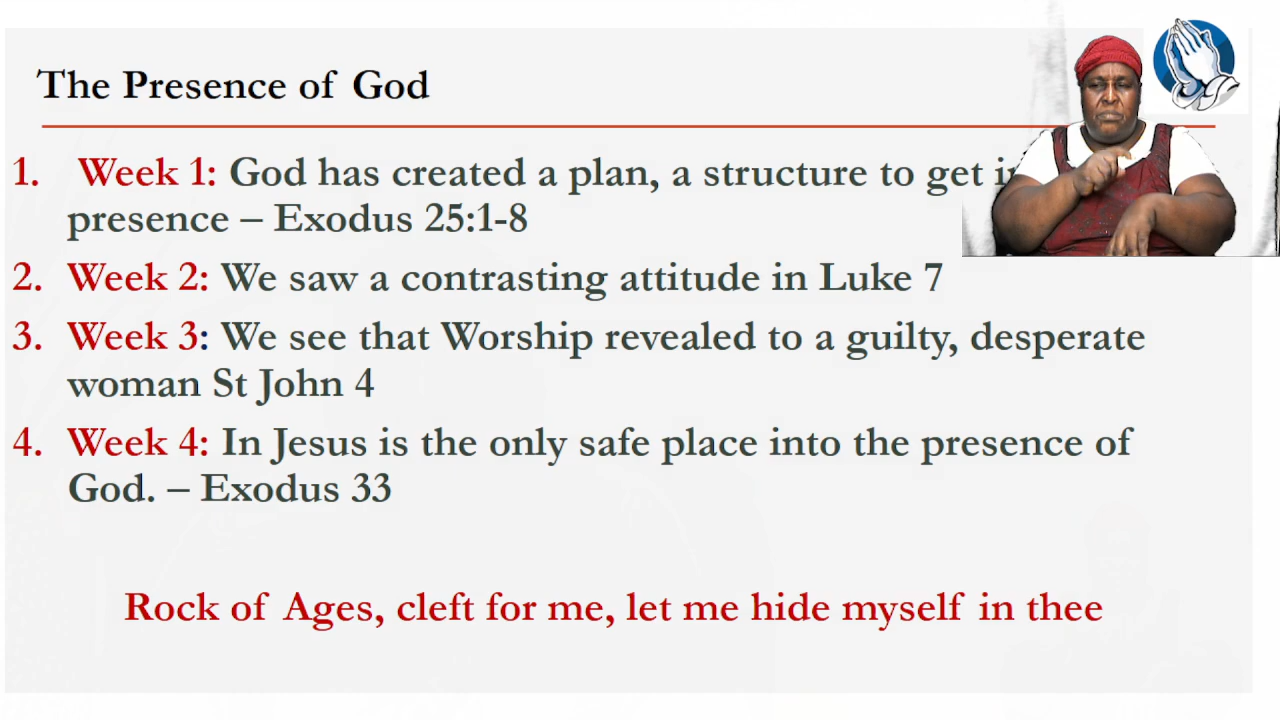 The Presence of God
1. Week 1: God has created a plan, a structure to get
presence – Exodus 25:1-8
2. Week 2: We saw a contrasting attitude in Luke 7
3. Week 3: We see that Worship revealed to a guilty, desperate
woman St John 4
4. Week 4: In Jesus is the only safe place into the presence of
God. – Exodus 33
Rock of Ages, cleft for me, let me hide myself in thee